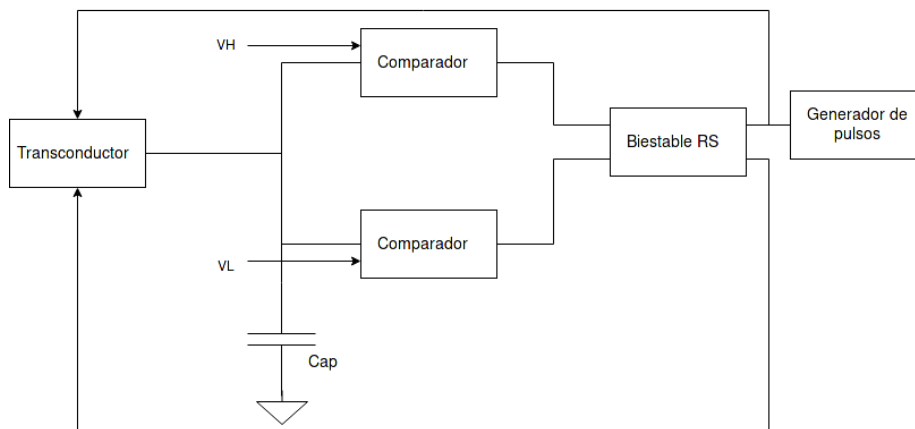 VH
Comparador
Transconductor
Biestable RS
Generador de
pulsos
Comparador
VL
Cap